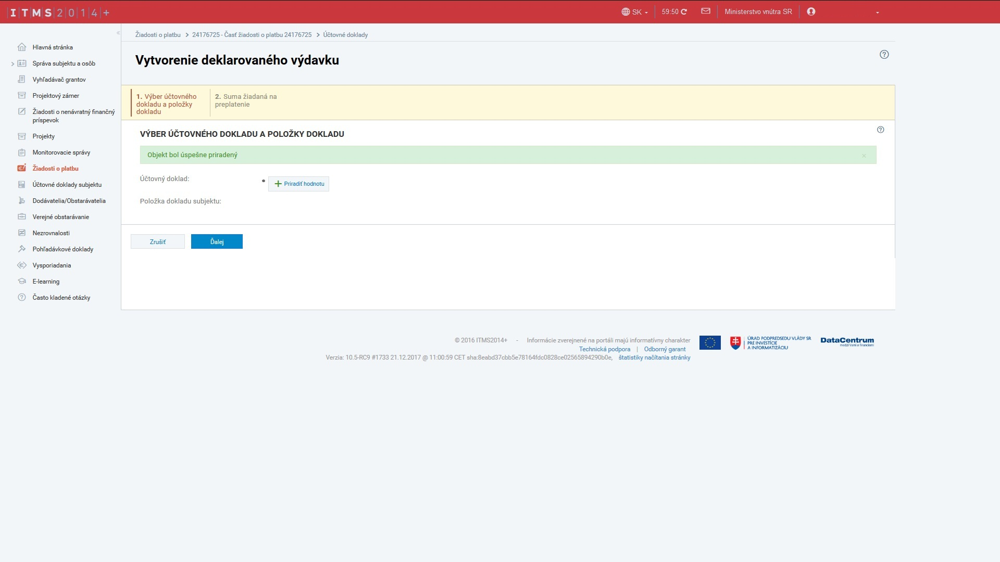 ITMS2014+
SK
59:50
Ministerstvo vnútra SR
Hlavná stránka
Správa subjektu a osôb
Vyhľadávač grantov
Projektový zámer
Žiadosti o nenávratný finančný
príspevok
Projekty
Monitorovacie správy
Žiadosti o platbu
Účtovné doklady subjektu
Dodávatelia/Obstarávatelia
Verejné obstarávanie
Nezrovnalosti
Pohľadávkové doklady
Vysporiadania
E-learning
Často kladené otázky
Žiadosti o platbu > 24176725 - Časť žiadosti o platbu 24176725 > Účtovné doklady
Vytvorenie deklarovaného výdavku
1. Výber účtovného
dokladu a položky
dokladu
2. Suma žiadaná na
preplatenie
VÝBER ÚČTOVNÉHO DOKLADU A POLOŽKY DOKLADU
Objekt bol úspešne priradený
Účtovný doklad:
Priradiť hodnotu
Položka dokladu subjektu:
Zrušiť
Ďalej
© 2016 ITMS2014+ - Informácie zverejnené na portáli majú informatívny charakter
Technická podpora | Odborný garant
Verzia: 10.5-RC9 #1733 21.12.2017 @ 11:00:59 CET sha:8eabd37cbb5e78164fdc0828ce02565894290b0e, štatistiky načítania stránky
ÚRAD PODPREDSEDU VLÁDY SR
PRE INVESTÍCIE
A INFORMATIZÁCIU
DataCentrum
medzi Vami a financiami